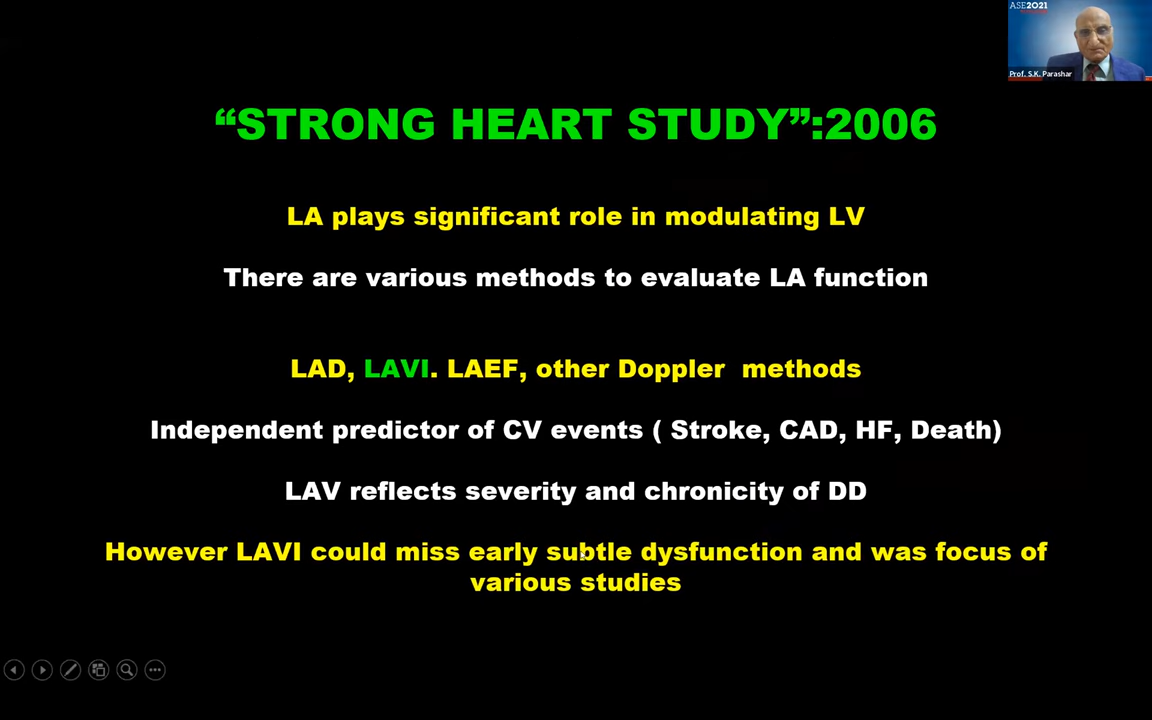 ASE2021
Prof. S.K. Parashar
“STRONG HEART STUDY”:2006
LA plays significant role in modulating LV
There are various methods to evaluate LA function
LAD, LAVI. LAEF, other Doppler  methods
Independent predictor of CV events ( Stroke, CAD, HF, Death)
LAV reflects severity and chronicity of DD
However LAVI could miss early subtle dysfunction and was focus of
various studies